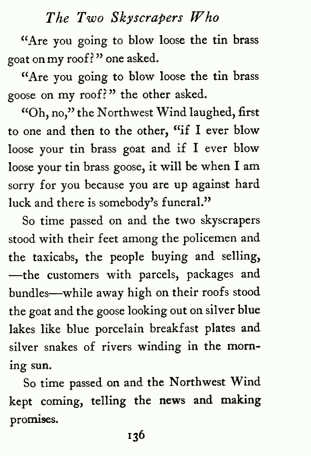 The Two Skyscrapers Who
“Are you going to blow loose the tin brass
goat on my roof?” one asked.
“Are you going to blow loose the tin brass
goose on my roof?” the other asked.
“Oh, no,” the Northwest Wind laughed, first
to one and then to the other, “if I ever blow
loose your tin brass goat and if I ever blow
loose your tin brass goose, it will be when I am
sorry for you because you are up against hard
luck and there is somebody’s funeral.”
So time passed on and the two skyscrapers
stood with their feet among the policemen and
the taxicabs, the people buying and selling,
—the customers with parcels, packages and
bundles—while away high on their roofs stood
the goat and the goose looking out on silver blue
lakes like blue porcelain breakfast plates and
silver snakes of rivers winding in the morn-
ing sun.
So time passed on and the Northwest Wind
kept coming, telling the news and making
promises.
136